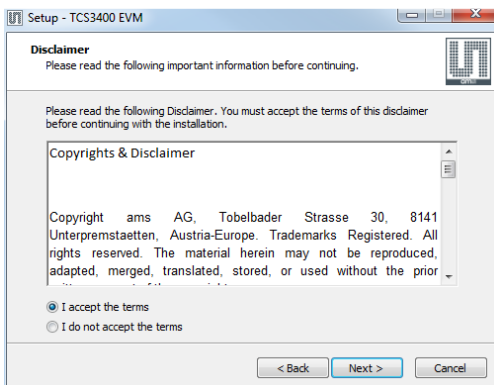 Setup - TCS3400 EVM
Disclaimer
Please read the following important information before continuing.
Please read the following Disclaimer. You must accept the terms of this disclaimer
before continuing with the installation.
Copyrights & Disclaimer
Copyright ams AG, Tobelbader Strasse 30, 8141
Unterpremstaetten, Austria-Europe. Trademarks Registered. All
rights reserved. The material herein may not be reproduced,
adapted, merged, translated, stored, or used without the prior
I accept the terms
I do not accept the terms
< Back
Next >
Cancel